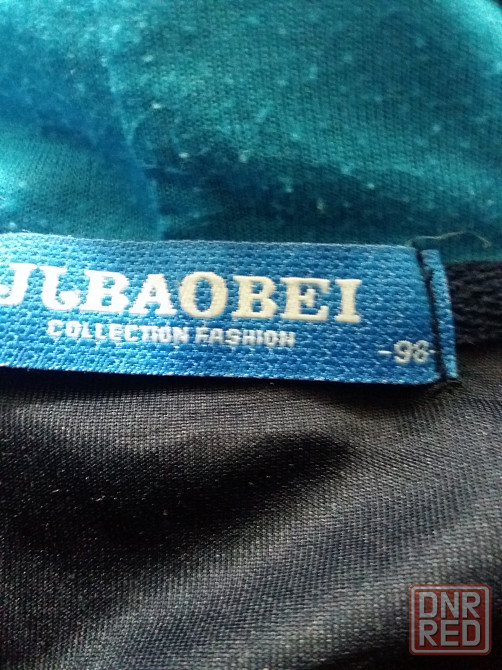 JLBAOBEI
COLLECTION FASHION
-98-
DNR
RED